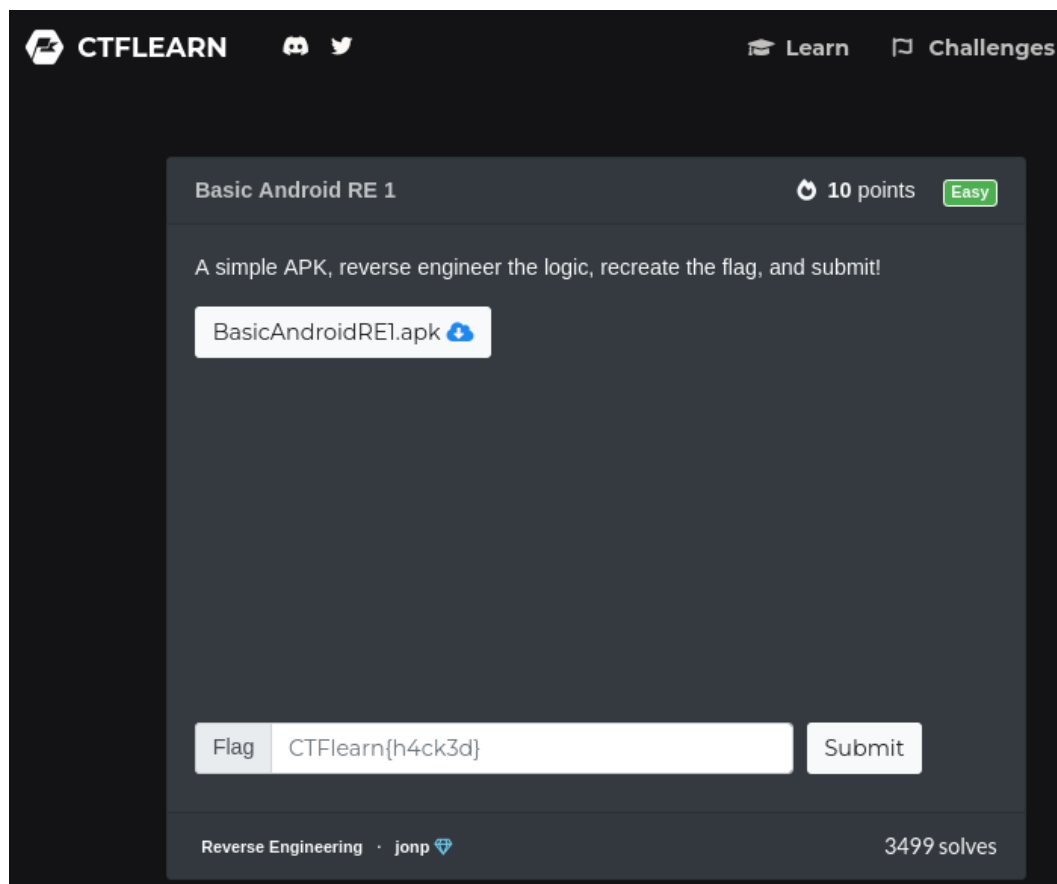 CTFLEARN Learn Challenges
Basic Android RE 1 10 points Easy
A simple APK, reverse engineer the logic, recreate the flag, and submit!
BasicAndroidRE1.apk
Flag CTFlearn{h4ck3d} Submit
Reverse Engineering · jonp 3499 solves